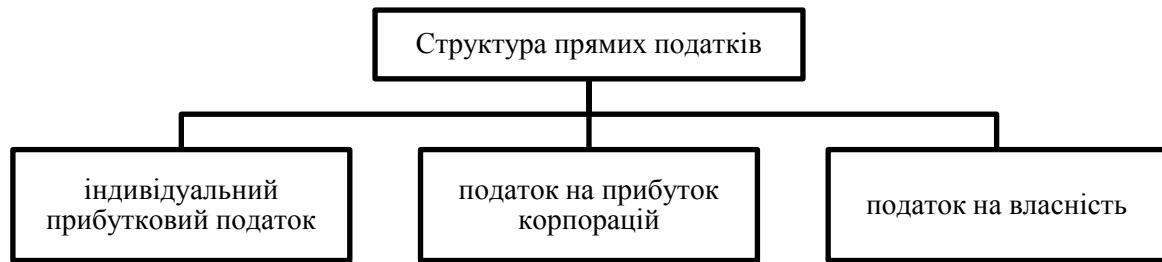 Структура прямих податків
індивідуальний
прибутковий податок
податок на прибуток
корпорацій
податок на власність